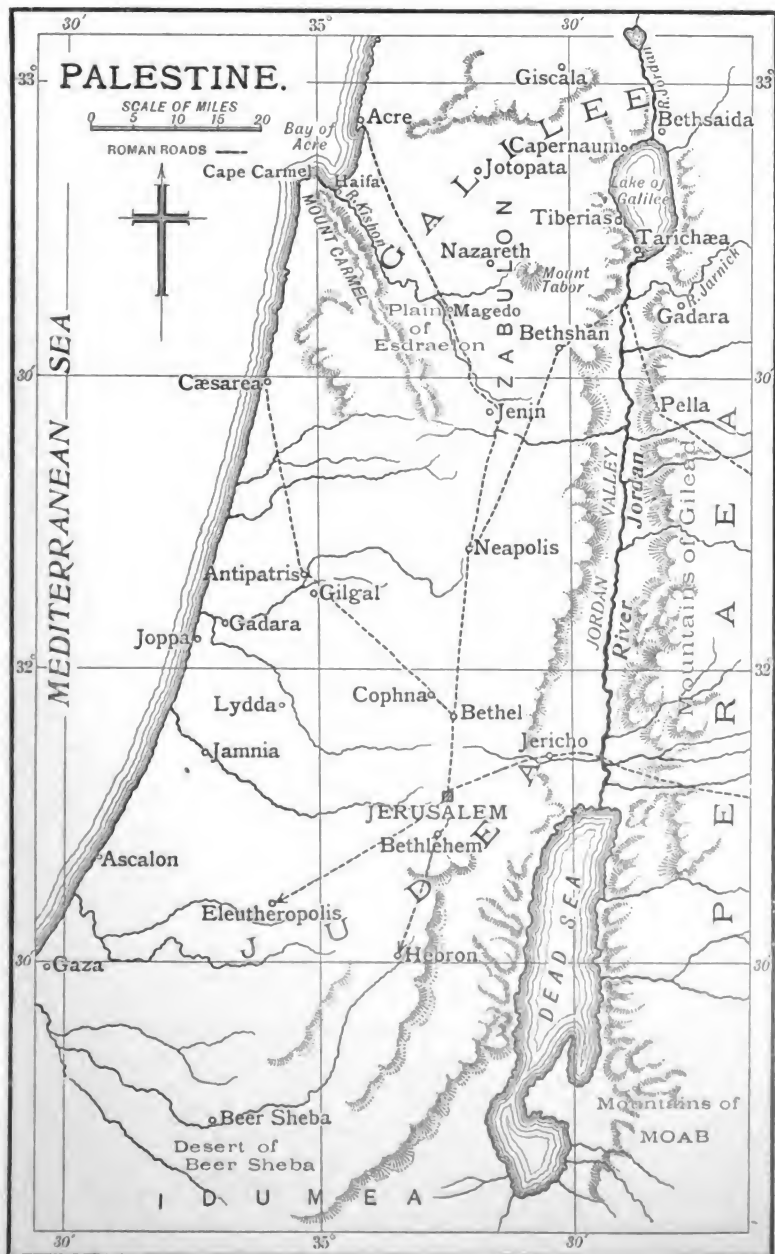 30′ 35° 30′
33°
PALESTINE.
SCALE OF MILES
0 5 10 15 20
ROMAN ROADS
Giscala
R. Jordan
Acre
Bay of
Acre
Bethsaida
Capernaum
Cape Carmel
Haifa
Jotopata
Lake of
Galilee
R. Kishon
MOUNT CARMEL
GALILEE
ZABULON
Tiberias
Tarichæa
Nazareth
Mount
Tabor
R. Jarnick
Gadara
Magedo
Plain
of
Esdraelon
Bethshan
MEDITERRANEAN SEA
30′ 30′
Cæsarea
Jenin
Pella
JORDAN VALLEY
Jordan
River
Mountains of Gilead
PERAEA
Neapolis
Antipatris
Gilgal
Gadara
Joppa
32° 32°
Cophna
Lydda
Bethel
Jamnia
Jericho
JERUSALEM
Bethlehem
Ascalon
Eleutheropolis
JUDEA
DEAD SEA
30′ 30′
Gaza
Hebron
Beer Sheba
Desert of
Beer Sheba
Mountains of
MOAB
IDUMEA
30′ 35° 30′